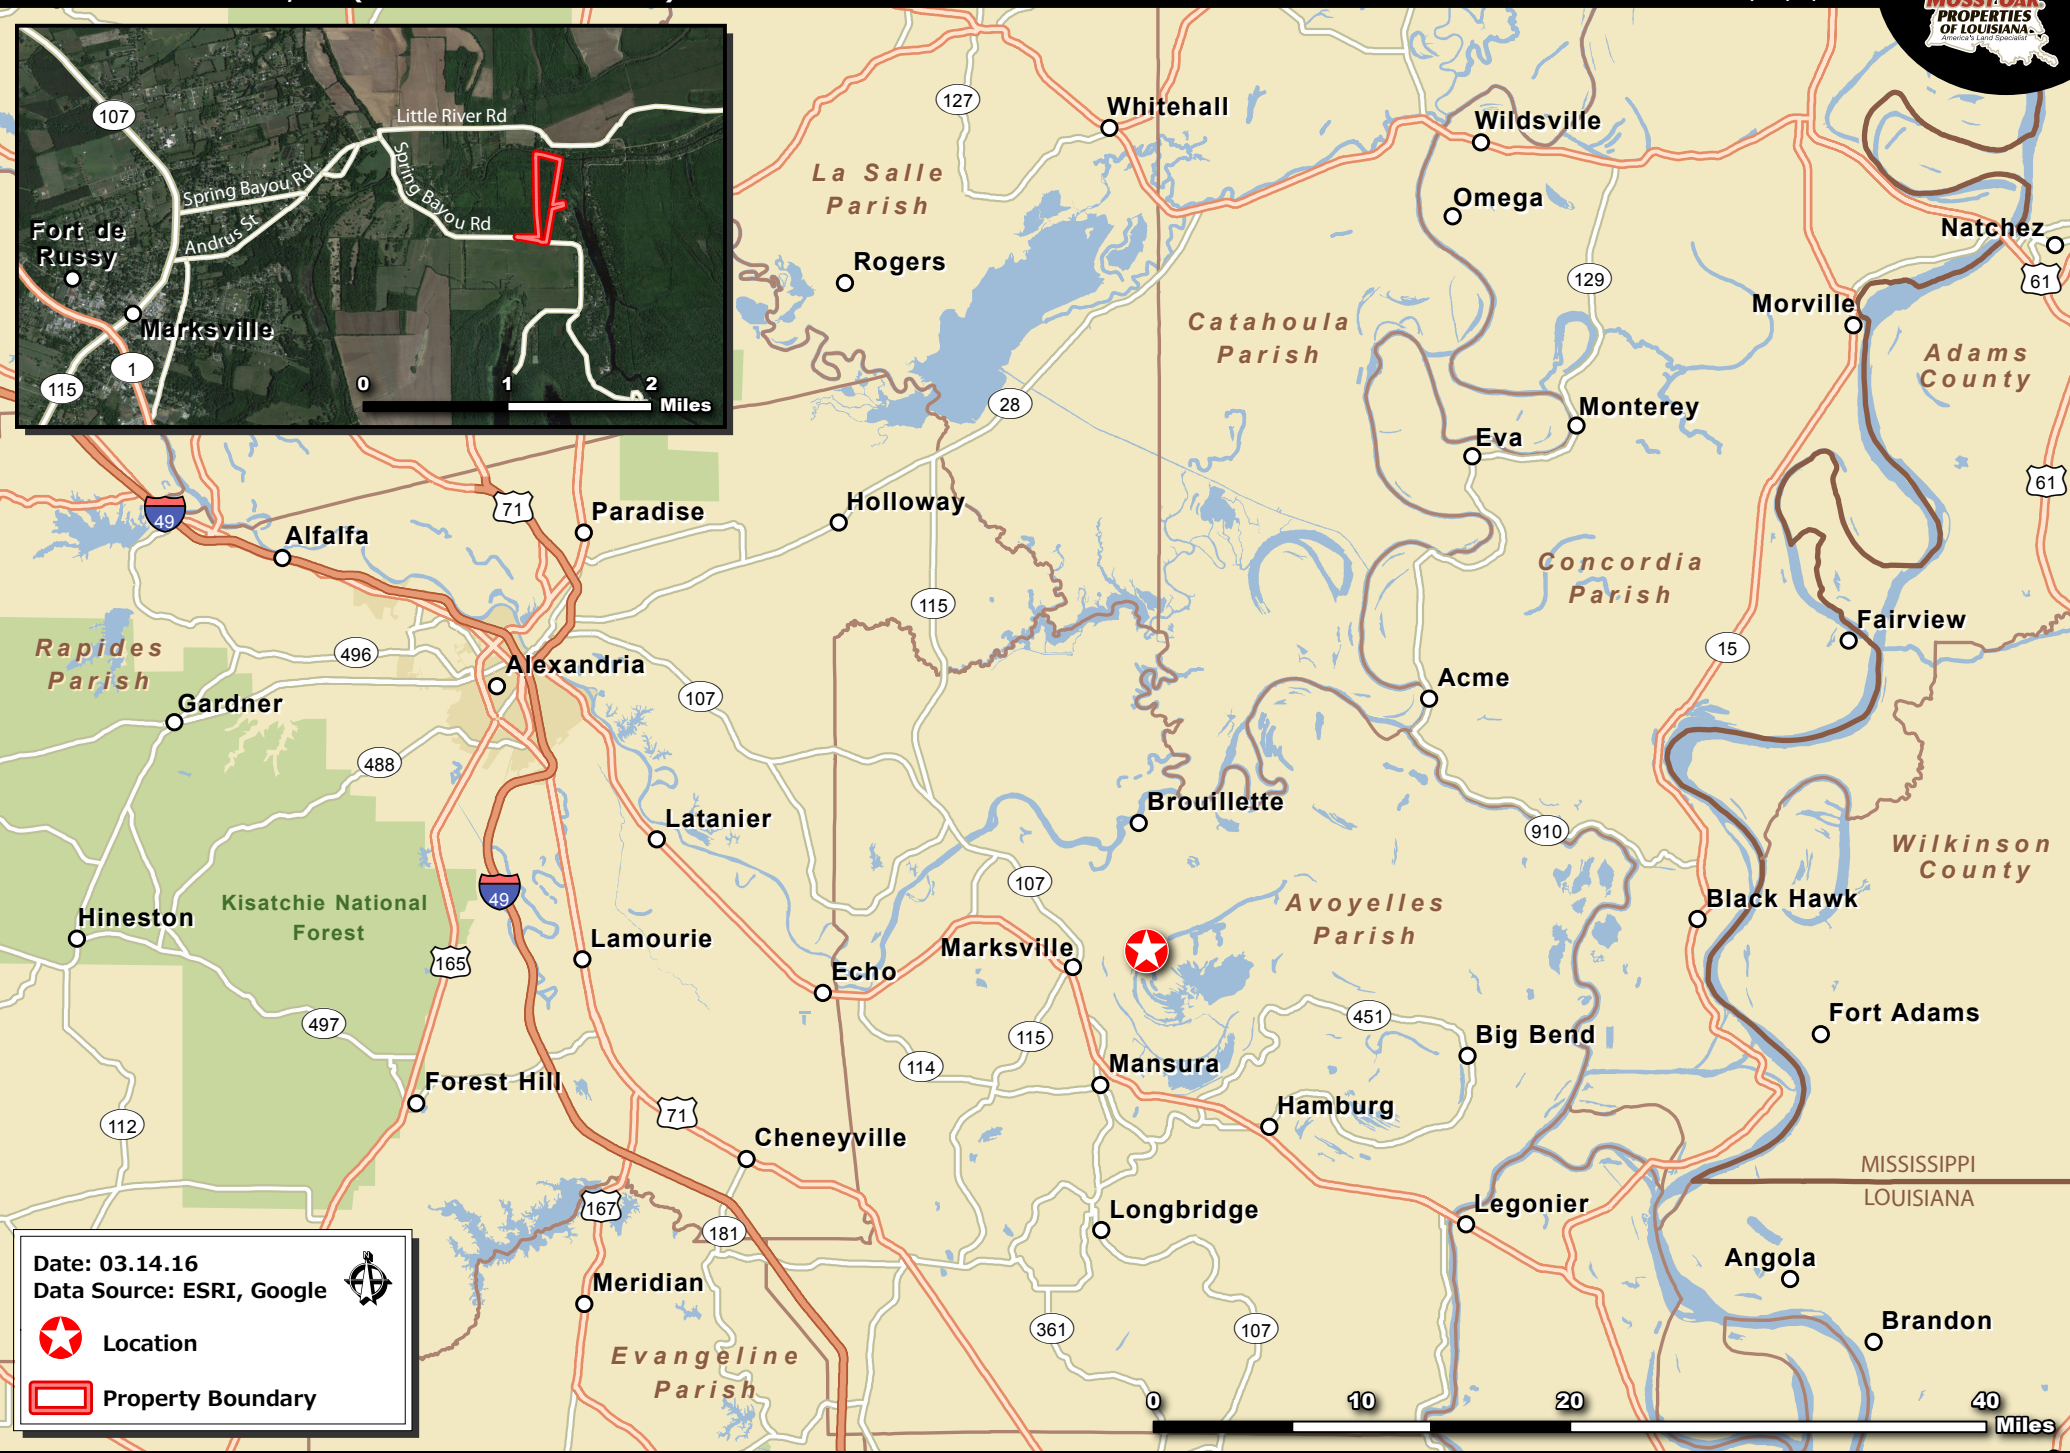 MOSSY OAK
PROPERTIES
OF LOUISIANA
America's Land Specialist
107
Little River Rd
Spring Bayou Rd
Spring Bayou Rd
Andrus St
Fort de
Russy
Marksville
1
115
0 1 2 Miles
127
Whitehall
Wildsville
La Salle
Parish
Omega
Natchez
61
Rogers
129
Morville
Catahoula
Parish
Adams
County
28
Monterey
Eva
61
49
71
Paradise
Holloway
Alfalfa
Concordia
Parish
115
Fairview
Rapides
Parish
496
15
Alexandria
107
Acme
Gardner
488
Brouillette
Latanier
910
Wilkinson
County
107
49
Kisatchie National
Forest
Avoyelles
Parish
Black Hawk
Hineston
Lamourie
Marksville
165
Echo
497
451
Fort Adams
115
Big Bend
114
Mansura
Forest Hill
71
Hamburg
112
Cheneyville
MISSISSIPPI
LOUISIANA
167
181
Longbridge
Legonier
Angola
Meridian
361
107
Brandon
Evangeline
Parish
Date: 03.14.16
Data Source: ESRI, Google
N
Location
Property Boundary
0 10 20 40
Miles